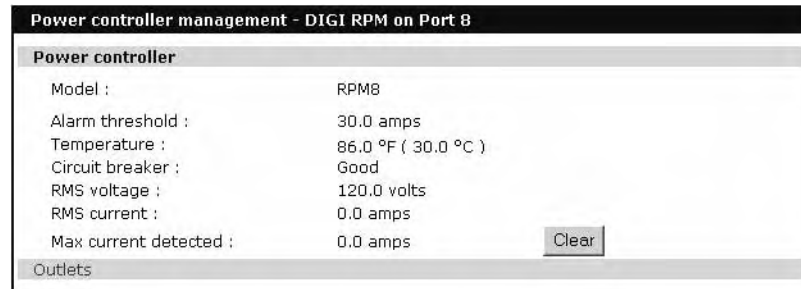 Power controller management - DIGI RPM on Port 8
Power controller
Model : RPM8
Alarm threshold : 30.0 amps
Temperature : 86.0 °F ( 30.0 °C )
Circuit breaker : Good
RMS voltage : 120.0 volts
RMS current : 0.0 amps
Max current detected : 0.0 amps Clear
Outlets